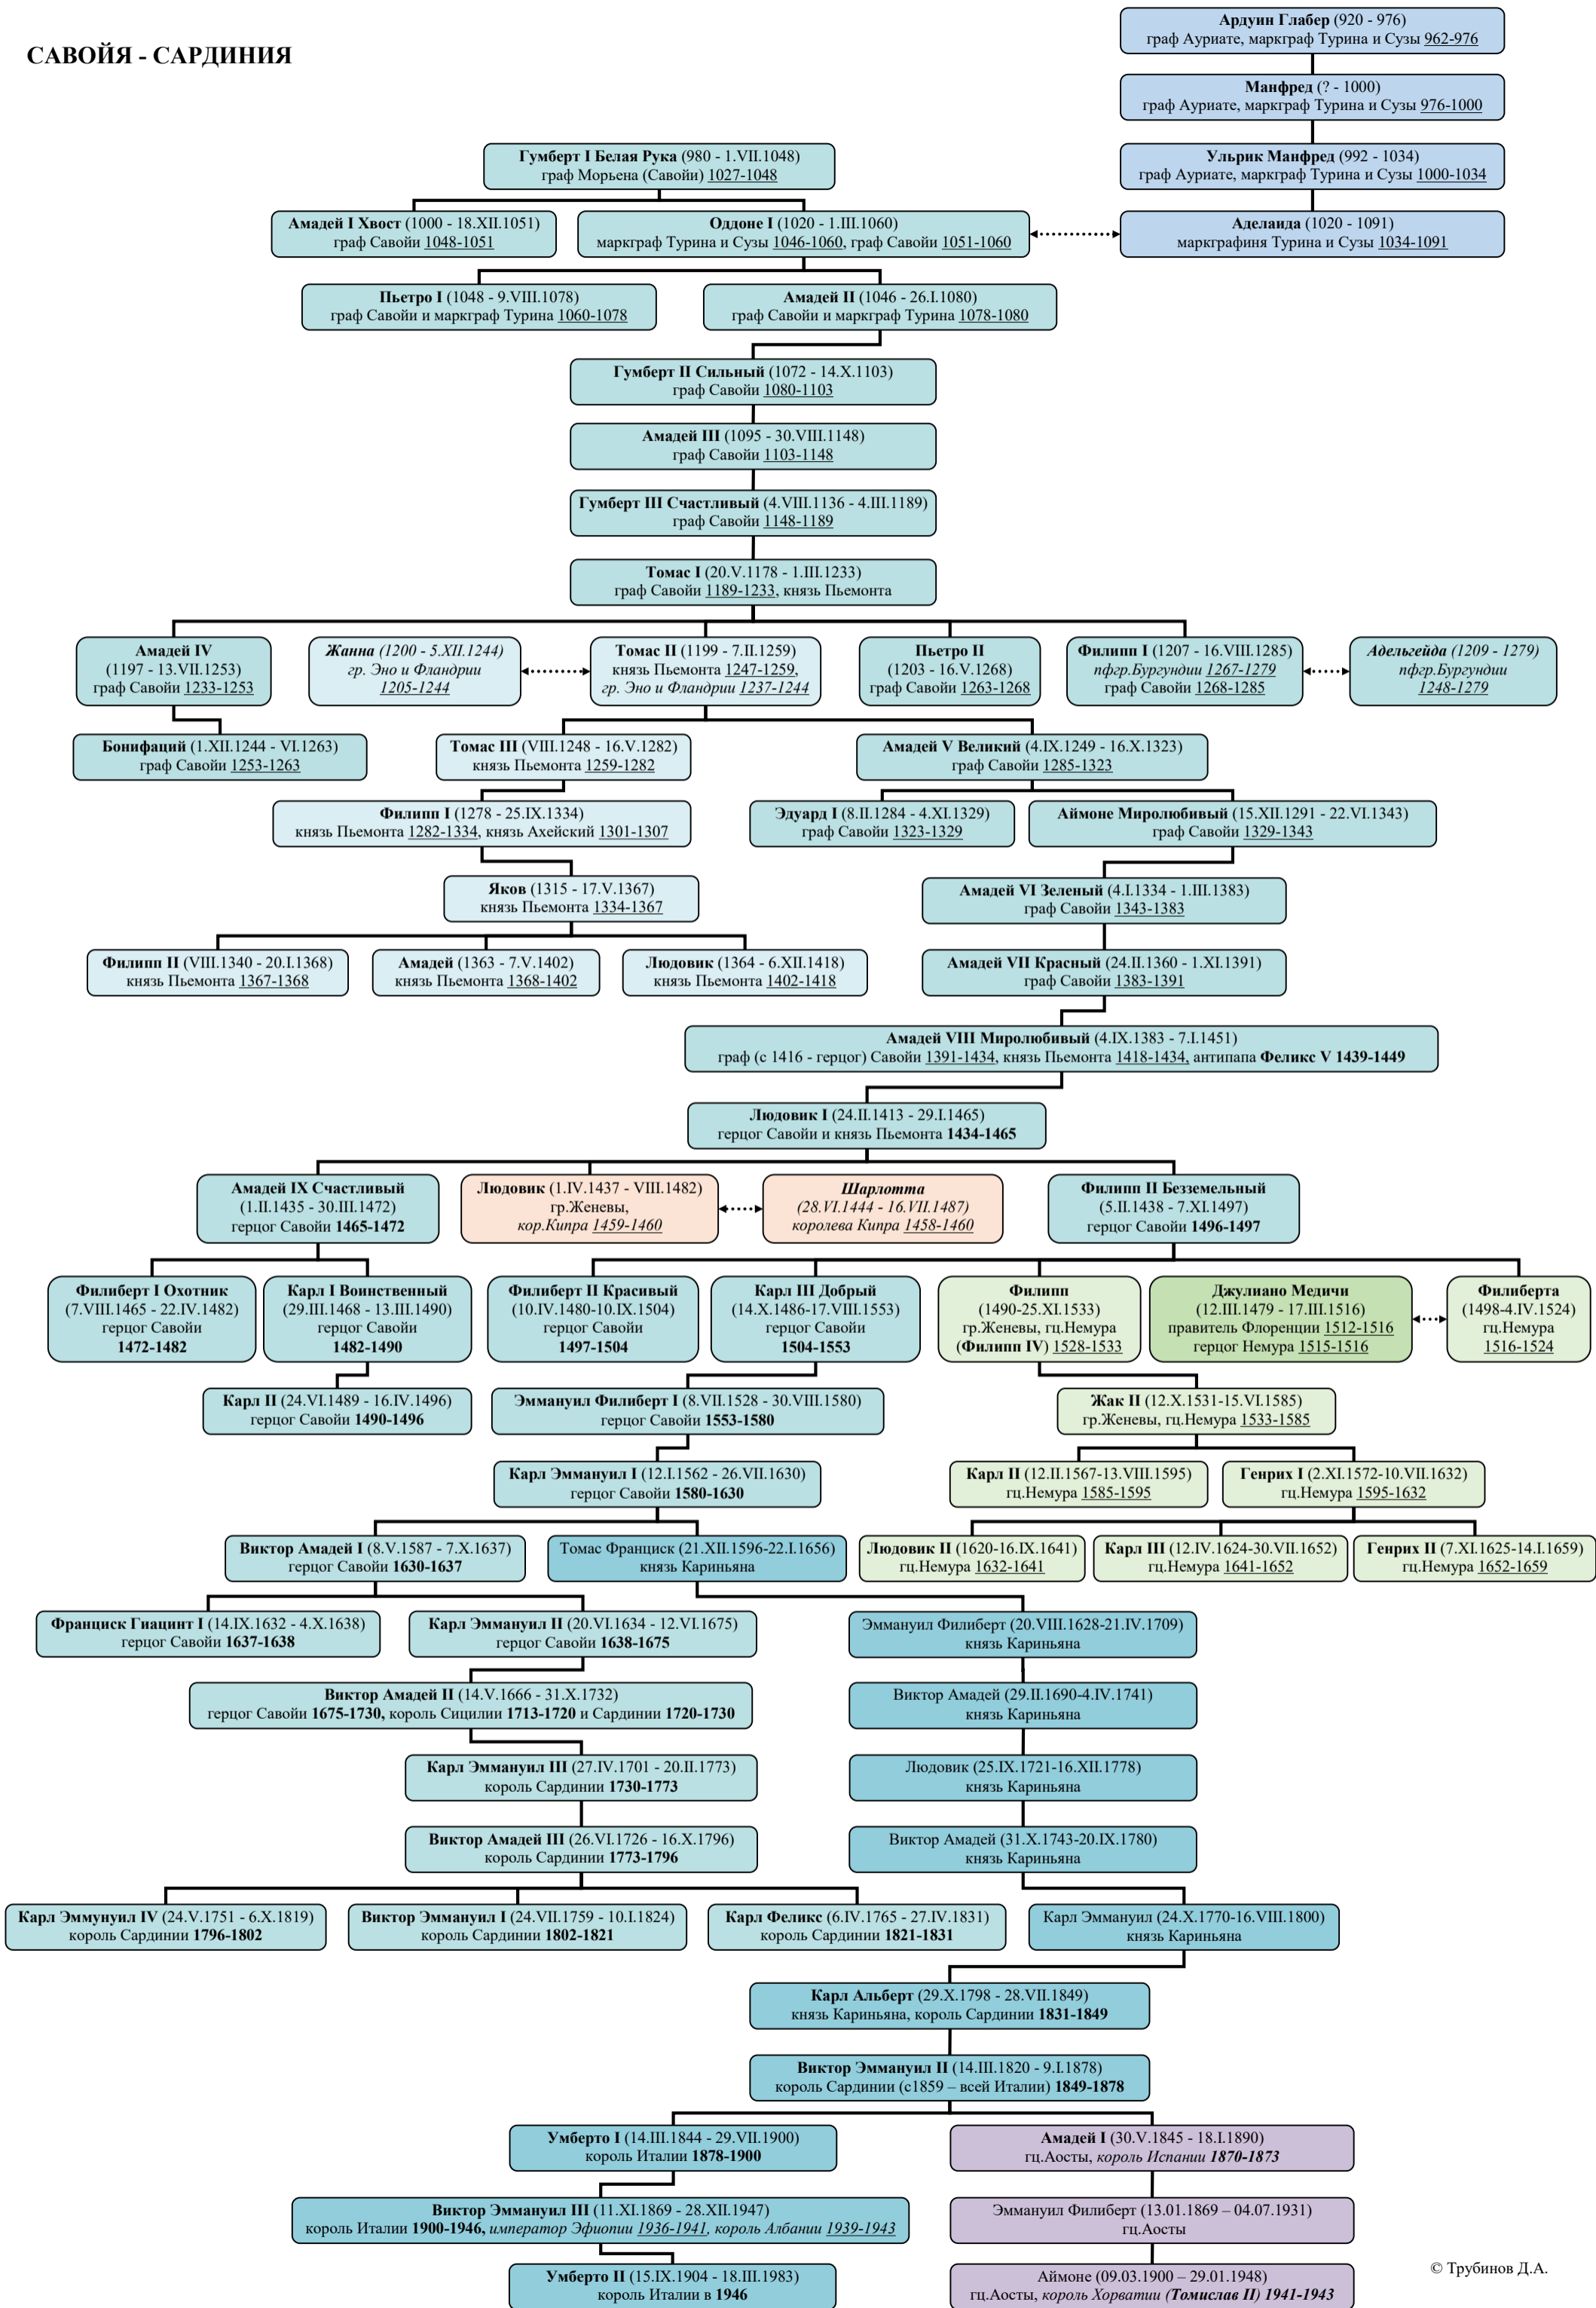 САВОЙЯ - САРДИНИЯ
Ардуин Глабер (920 - 976)
граф Ауриате, маркграф Турина и Сузы 962-976
Манфред (? - 1000)
граф Ауриате, маркграф Турина и Сузы 976-1000
Гумберт I Белая Рука (980 - 1.VII.1048)
граф Морьена (Савойи) 1027-1048
Ульрик Манфред (992 - 1034)
граф Ауриате, маркграф Турина и Сузы 1000-1034
Амадей I Хвост (1000 - 18.XII.1051)
граф Савойи 1048-1051
Оддоне I (1020 - 1.III.1060)
маркграф Турина и Сузы 1046-1060, граф Савойи 1051-1060
Аделаида (1020 - 1091)
маркграфиня Турина и Сузы 1034-1091
Пьетро I (1048 - 9.VIII.1078)
граф Савойи и маркграф Турина 1060-1078
Амадей II (1046 - 26.I.1080)
граф Савойи и маркграф Турина 1078-1080
Гумберт II Сильный (1072 - 14.X.1103)
граф Савойи 1080-1103
Амадей III (1095 - 30.VIII.1148)
граф Савойи 1103-1148
Гумберт III Счастливый (4.VIII.1136 - 4.III.1189)
граф Савойи 1148-1189
Томас I (20.V.1178 - 1.III.1233)
граф Савойи 1189-1233, князь Пьемонта
Амадей IV
(1197 - 13.VII.1253)
граф Савойи 1233-1253
Жанна (1200 - 5.XII.1244)
гр. Эно и Фландрии
1205-1244
Томас II (1199 - 7.II.1259)
князь Пьемонта 1247-1259,
гр. Эно и Фландрии 1237-1244
Пьетро II
(1203 - 16.V.1268)
граф Савойи 1263-1268
Филипп I (1207 - 16.VIII.1285)
пфгр.Бургундии 1267-1279
граф Савойи 1268-1285
Адельгейда (1209 - 1279)
пфгр.Бургундии
1248-1279
Бонифаций (1.XII.1244 - VI.1263)
граф Савойи 1253-1263
Томас III (VIII.1248 - 16.V.1282)
князь Пьемонта 1259-1282
Амадей V Великий (4.IX.1249 - 16.X.1323)
граф Савойи 1285-1323
Филипп I (1278 - 25.IX.1334)
князь Пьемонта 1282-1334, князь Ахейский 1301-1307
Эдуард I (8.II.1284 - 4.XI.1329)
граф Савойи 1323-1329
Аймоне Миролюбивый (15.XII.1291 - 22.VI.1343)
граф Савойи 1329-1343
Яков (1315 - 17.V.1367)
князь Пьемонта 1334-1367
Амадей VI Зеленый (4.I.1334 - 1.III.1383)
граф Савойи 1343-1383
Филипп II (VIII.1340 - 20.I.1368)
князь Пьемонта 1367-1368
Амадей (1363 - 7.V.1402)
князь Пьемонта 1368-1402
Людовик (1364 - 6.XII.1418)
князь Пьемонта 1402-1418
Амадей VII Красный (24.II.1360 - 1.XI.1391)
граф Савойи 1383-1391
Амадей VIII Миролюбивый (4.IX.1383 - 7.I.1451)
граф (с 1416 - герцог) Савойи 1391-1434, князь Пьемонта 1418-1434, антипапа Феликс V 1439-1449
Людовик I (24.II.1413 - 29.I.1465)
герцог Савойи и князь Пьемонта 1434-1465
Амадей IX Счастливый
(1.II.1435 - 30.III.1472)
герцог Савойи 1465-1472
Людовик (1.IV.1437 - VIII.1482)
гр.Женевы,
кор.Кипра 1459-1460
Шарлотта
(28.VI.1444 - 16.VII.1487)
королева Кипра 1458-1460
Филипп II Безземельный
(5.II.1438 - 7.XI.1497)
герцог Савойи 1496-1497
Филиберт I Охотник
(7.VIII.1465 - 22.IV.1482)
герцог Савойи
1472-1482
Карл I Воинственный
(29.III.1468 - 13.III.1490)
герцог Савойи
1482-1490
Филиберт II Красивый
(10.IV.1480-10.IX.1504)
герцог Савойи
1497-1504
Карл III Добрый
(14.X.1486-17.VIII.1553)
герцог Савойи
1504-1553
Филипп
(1490-25.XI.1533)
гр.Женевы, гц.Немура
(Филипп IV) 1528-1533
Джулиано Медичи
(12.III.1479 - 17.III.1516)
правитель Флоренции 1512-1516
герцог Немура 1515-1516
Филиберта
(1498-4.IV.1524)
гц.Немура
1516-1524
Карл II (24.VI.1489 - 16.IV.1496)
герцог Савойи 1490-1496
Эммануил Филиберт I (8.VII.1528 - 30.VIII.1580)
герцог Савойи 1553-1580
Жак II (12.X.1531-15.VI.1585)
гр.Женевы, гц.Немура 1533-1585
Карл Эммануил I (12.I.1562 - 26.VII.1630)
герцог Савойи 1580-1630
Карл II (12.II.1567-13.VIII.1595)
гц.Немура 1585-1595
Генрих I (2.XI.1572-10.VII.1632)
гц.Немура 1595-1632
Виктор Амадей I (8.V.1587 - 7.X.1637)
герцог Савойи 1630-1637
Томас Франциск (21.XII.1596-22.I.1656)
князь Кариньяна
Людовик II (1620-16.IX.1641)
гц.Немура 1632-1641
Карл III (12.IV.1624-30.VII.1652)
гц.Немура 1641-1652
Генрих II (7.XI.1625-14.I.1659)
гц.Немура 1652-1659
Франциск Гиацинт I (14.IX.1632 - 4.X.1638)
герцог Савойи 1637-1638
Карл Эммануил II (20.VI.1634 - 12.VI.1675)
герцог Савойи 1638-1675
Эммануил Филиберт (20.VIII.1628-21.IV.1709)
князь Кариньяна
Виктор Амадей II (14.V.1666 - 31.X.1732)
герцог Савойи 1675-1730, король Сицилии 1713-1720 и Сардинии 1720-1730
Виктор Амадей (29.II.1690-4.IV.1741)
князь Кариньяна
Карл Эммануил III (27.IV.1701 - 20.II.1773)
король Сардинии 1730-1773
Людовик (25.IX.1721-16.XII.1778)
князь Кариньяна
Виктор Амадей III (26.VI.1726 - 16.X.1796)
король Сардинии 1773-1796
Виктор Амадей (31.X.1743-20.IX.1780)
князь Кариньяна
Карл Эммунуил IV (24.V.1751 - 6.X.1819)
король Сардинии 1796-1802
Виктор Эммануил I (24.VII.1759 - 10.I.1824)
король Сардинии 1802-1821
Карл Феликс (6.IV.1765 - 27.IV.1831)
король Сардинии 1821-1831
Карл Эммануил (24.X.1770-16.VIII.1800)
князь Кариньяна
Карл Альберт (29.X.1798 - 28.VII.1849)
князь Кариньяна, король Сардинии 1831-1849
Виктор Эммануил II (14.III.1820 - 9.I.1878)
король Сардинии (с1859 – всей Италии) 1849-1878
Умберто I (14.III.1844 - 29.VII.1900)
король Италии 1878-1900
Амадей I (30.V.1845 - 18.I.1890)
гц.Аосты, король Испании 1870-1873
Виктор Эммануил III (11.XI.1869 - 28.XII.1947)
король Италии 1900-1946, император Эфиопии 1936-1941, король Албании 1939-1943
Эммануил Филиберт (13.01.1869 – 04.07.1931)
гц.Аосты
Умберто II (15.IX.1904 - 18.III.1983)
король Италии в 1946
Аймоне (09.03.1900 – 29.01.1948)
гц.Аосты, король Хорватии (Томислав II) 1941-1943
© Трубинов Д.А.